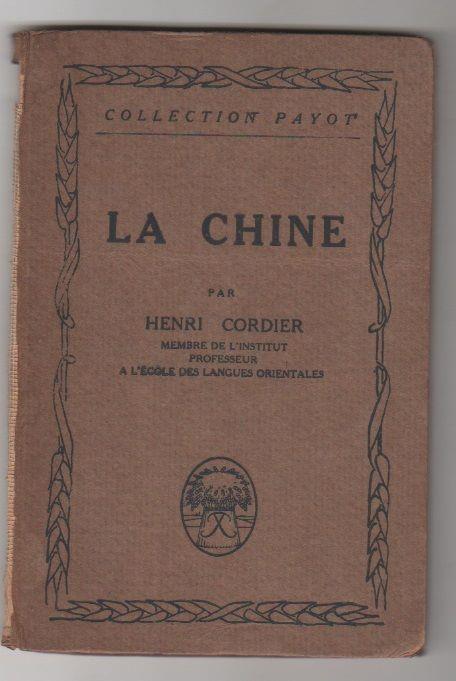 COLLECTION PAYOT
LA CHINE
PAR
HENRI CORDIER
MEMBRE DE L'INSTITUT
PROFESSEUR
A L'ÉCOLE DES LANGUES ORIENTALES